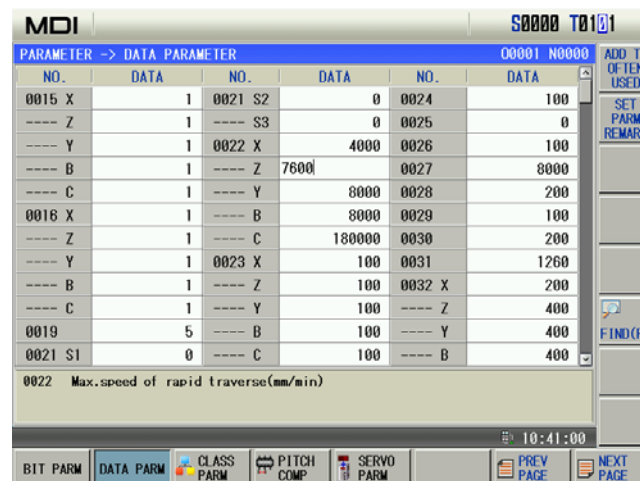 MDI S0000 T0101
PARAMETER -> DATA PARAMETER O0001 N0000
NO. DATA NO. DATA NO. DATA
0015 X 1 0021 S2 0 0024 100
---- Z 1 ---- S3 0 0025 0
---- Y 1 0022 X 4000 0026 100
---- B 1 ---- Z 7600 0027 8000
---- C 1 ---- Y 8000 0028 200
0016 X 1 ---- B 8000 0029 100
---- Z 1 ---- C 180000 0030 200
---- Y 1 0023 X 100 0031 1260
---- B 1 ---- Z 100 0032 X 200
---- C 1 ---- Y 100 ---- Z 400
0019 5 ---- B 100 ---- Y 400
0021 S1 0 ---- C 100 ---- B 400
0022 Max.speed of rapid traverse(mm/min)
10:41:00
ADD T
OFTEN
USED
SET
PARM
REMAR
FIND(F
BIT PARM
DATA PARM
CLASS
PARM
PITCH
COMP
SERVO
PARM
PREV
PAGE
NEXT
PAGE